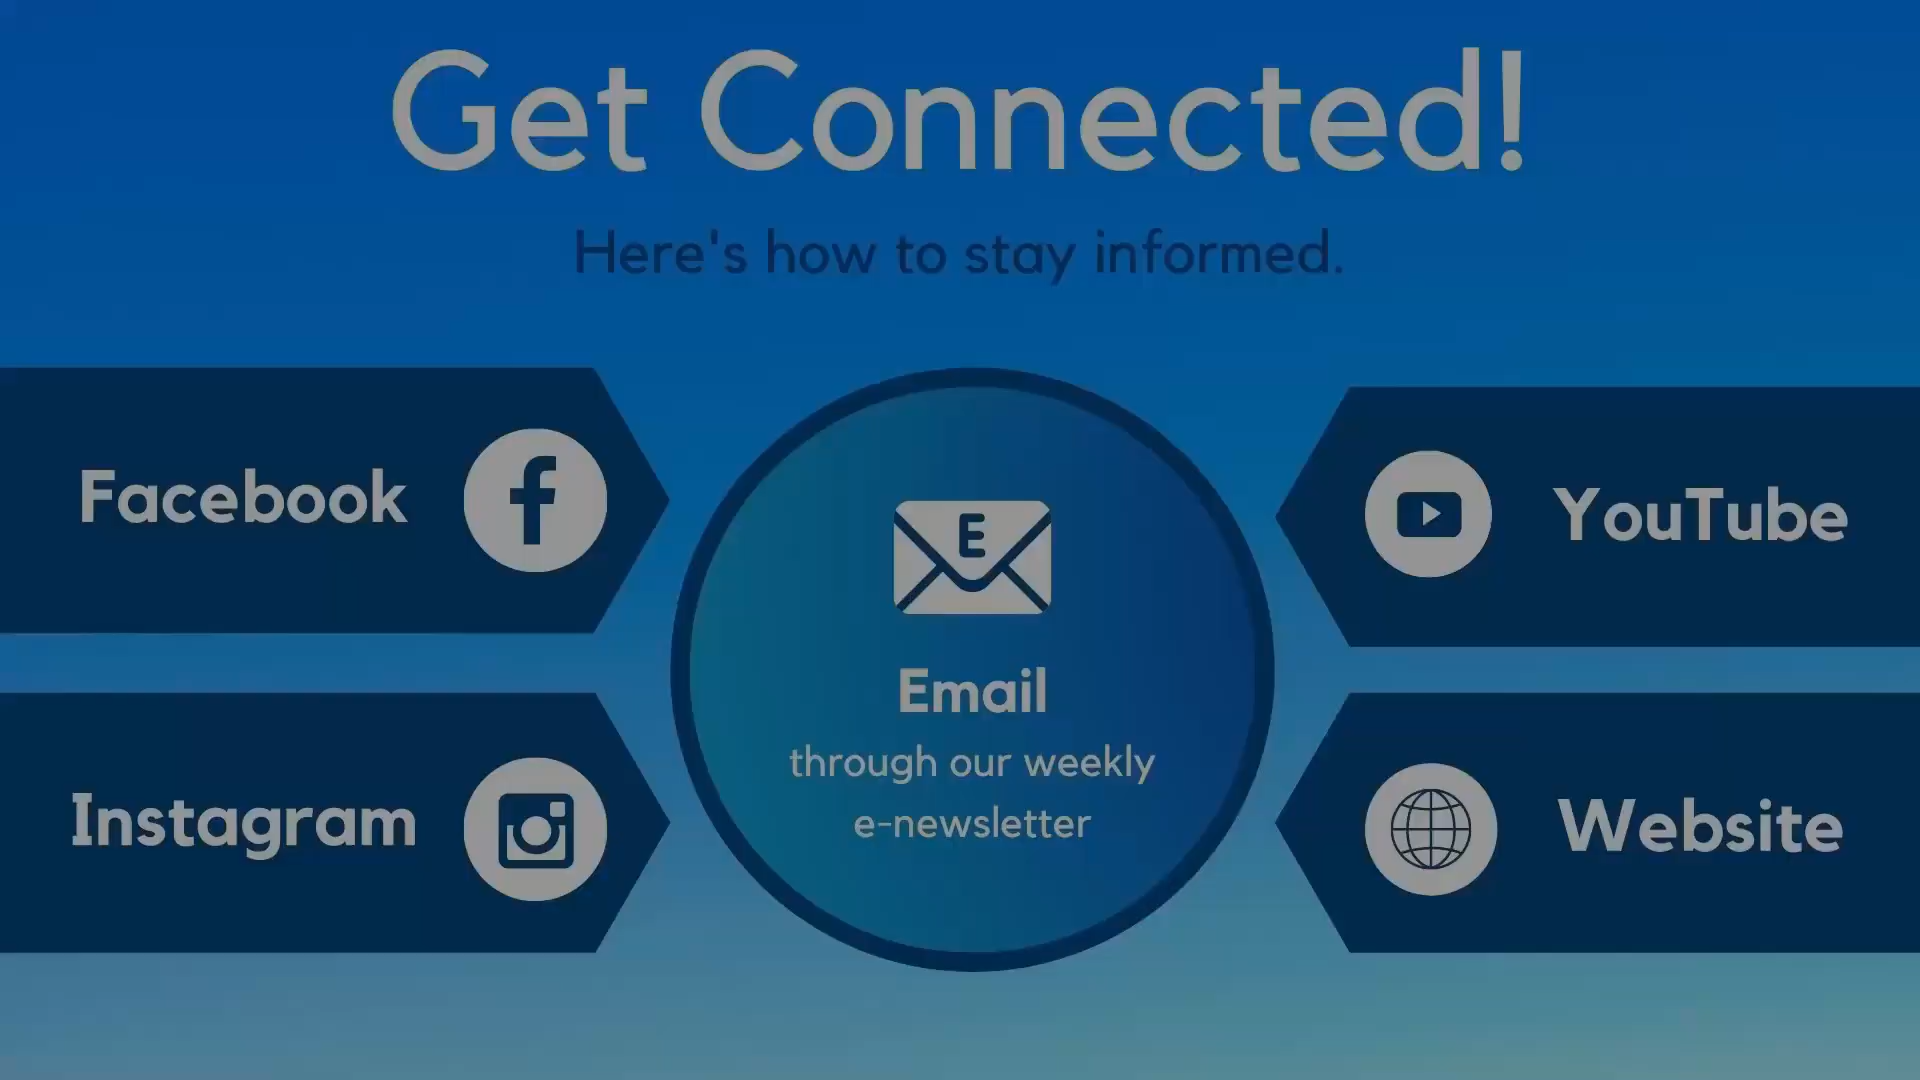 Get Connected!
Here's how to stay informed.
Facebook
YouTube
E
Email
through our weekly
e-newsletter
Instagram
Website